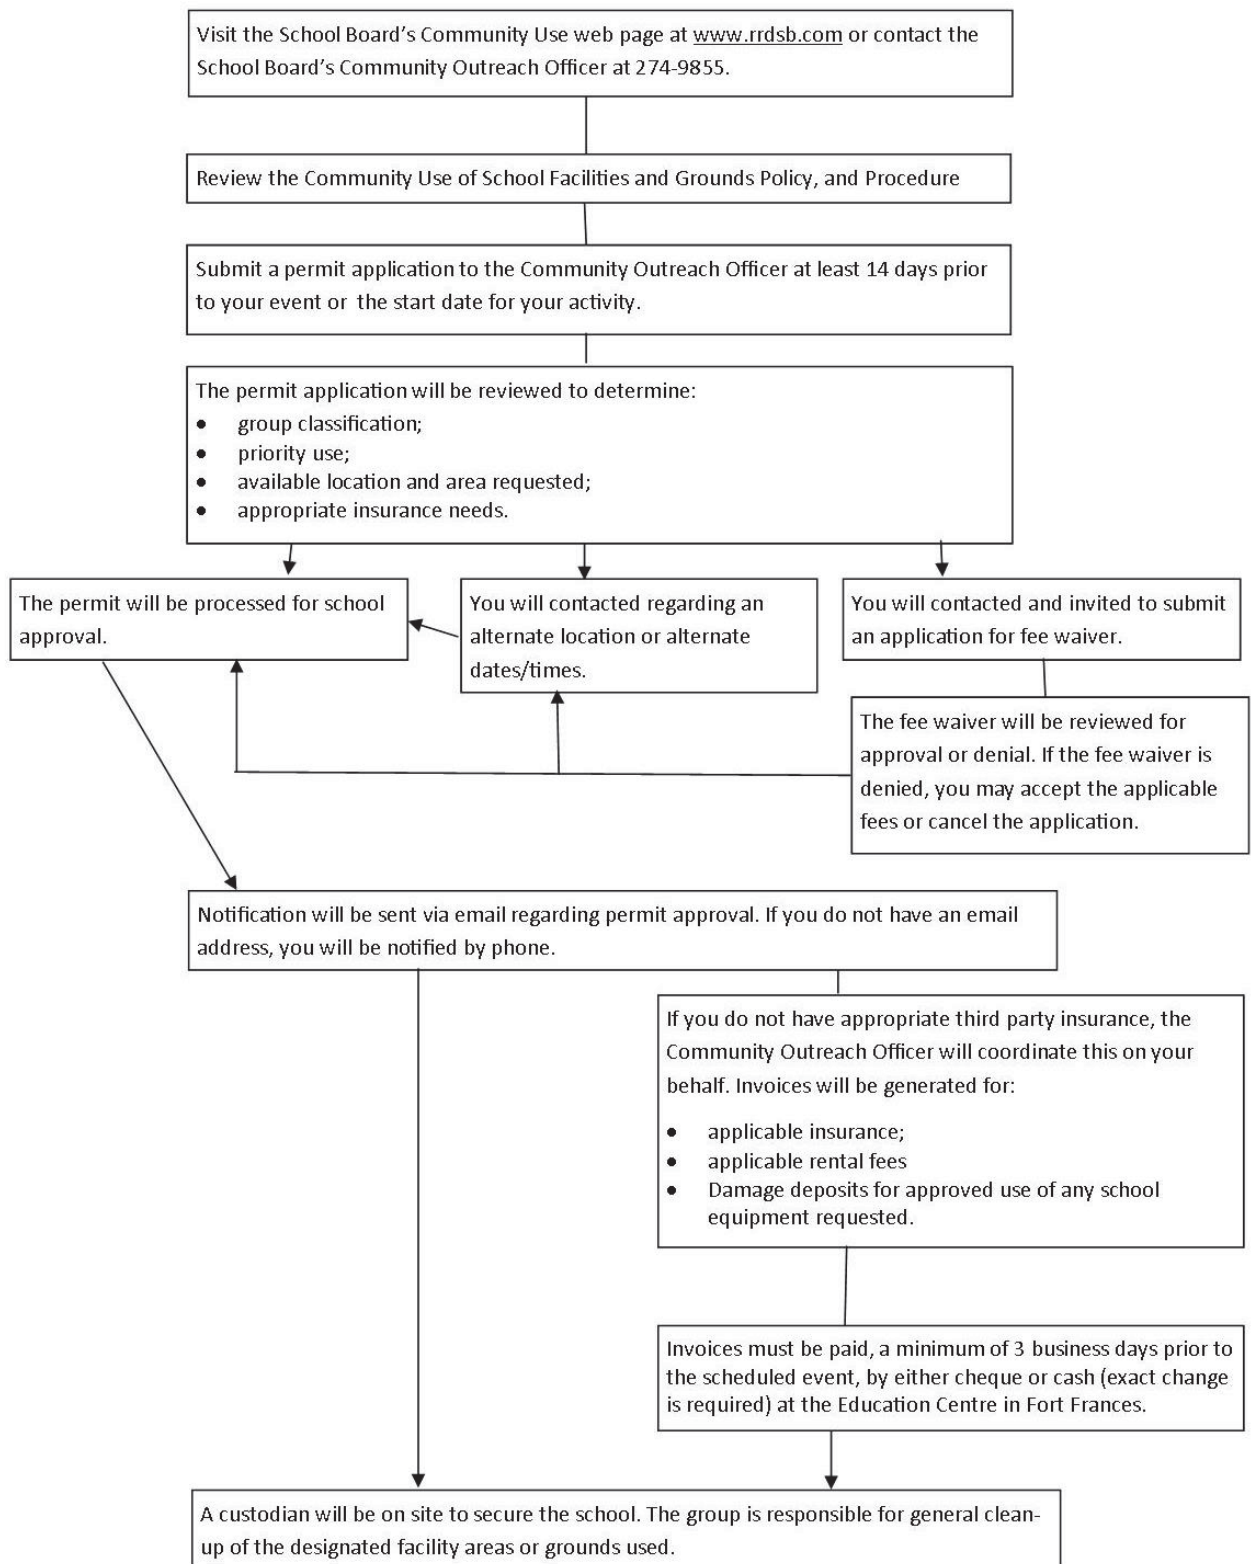 Visit the School Board’s Community Use web page at www.rrdsb.com or contact the
School Board’s Community Outreach Officer at 274-9855.
Review the Community Use of School Facilities and Grounds Policy, and Procedure
Submit a permit application to the Community Outreach Officer at least 14 days prior
to your event or the start date for your activity.
The permit application will be reviewed to determine:
• group classification;
• priority use;
• available location and area requested;
• appropriate insurance needs.
The permit will be processed for school
approval.
You will contacted regarding an
alternate location or alternate
dates/times.
You will contacted and invited to submit
an application for fee waiver.
The fee waiver will be reviewed for
approval or denial. If the fee waiver is
denied, you may accept the applicable
fees or cancel the application.
Notification will be sent via email regarding permit approval. If you do not have an email
address, you will be notified by phone.
If you do not have appropriate third party insurance, the
Community Outreach Officer will coordinate this on your
behalf. Invoices will be generated for:
• applicable insurance;
• applicable rental fees
• Damage deposits for approved use of any school
equipment requested.
Invoices must be paid, a minimum of 3 business days prior to
the scheduled event, by either cheque or cash (exact change
is required) at the Education Centre in Fort Frances.
A custodian will be on site to secure the school. The group is responsible for general clean-
up of the designated facility areas or grounds used.